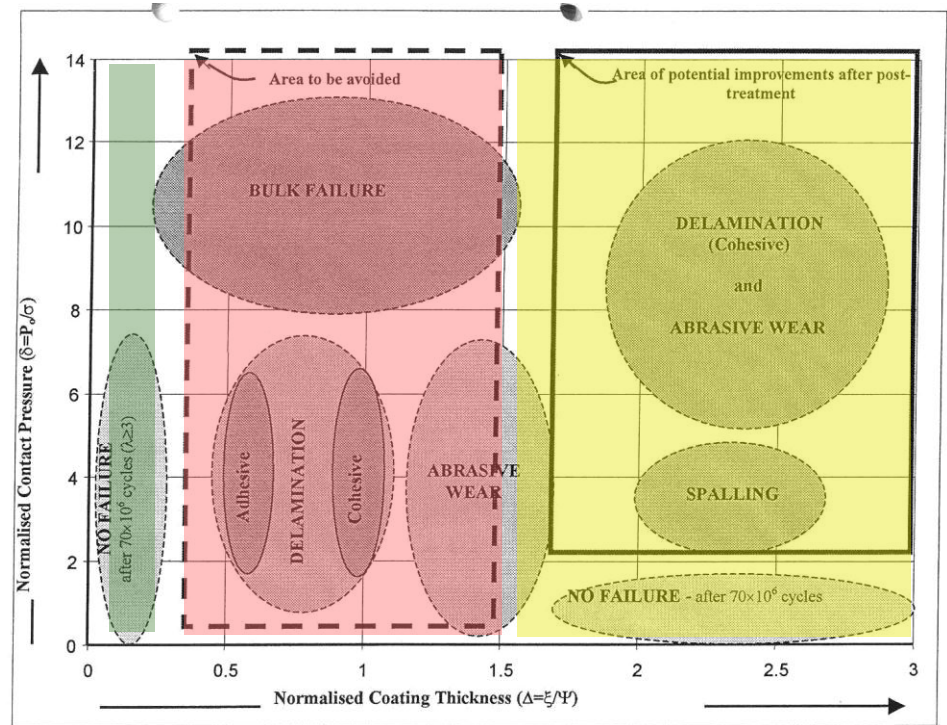 Area to be avoided
Area of potential improvements after post-
treatment
14
12
10
8
6
4
2
0
Normalised Contact Pressure (δ=Pₒ/σ)
BULK FAILURE
DELAMINATION
(Cohesive)
and
ABRASIVE WEAR
NO FAILURE
after 70×10⁶ cycles (λ≥3)
Adhesive
DELAMINATION
Cohesive
ABRASIVE
WEAR
SPALLING
NO FAILURE - after 70×10⁶ cycles
0
0.5
1
1.5
2
2.5
3
Normalised Coating Thickness (Δ=ξ/Ψ)